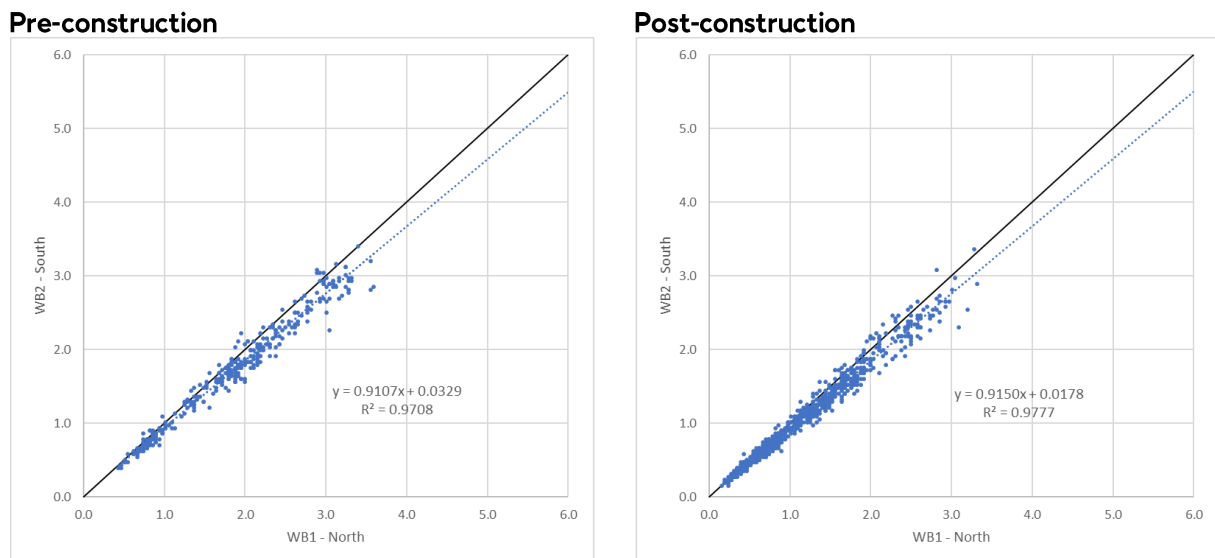 Pre-construction
6.0
5.0
4.0
3.0
2.0
1.0
0.0
WB2 - South
y = 0.9107x + 0.0329
R² = 0.9708
0.0 1.0 2.0 3.0 4.0 5.0 6.0
WB1 - North
Post-construction
6.0
5.0
4.0
3.0
2.0
1.0
0.0
WB2 - South
y = 0.9150x + 0.0178
R² = 0.9777
0.0 1.0 2.0 3.0 4.0 5.0 6.0
WB1 - North